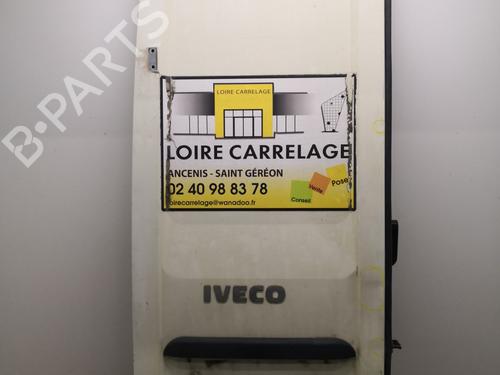 B-PARTS
LOIRE CARRELAGE
LOIRE CARRELAGE
ANCENIS - SAINT GÉRÉON
02 40 98 83 78
loirecarrelage@wanadoo.fr
Conseil
Vente
Pose
IVECO